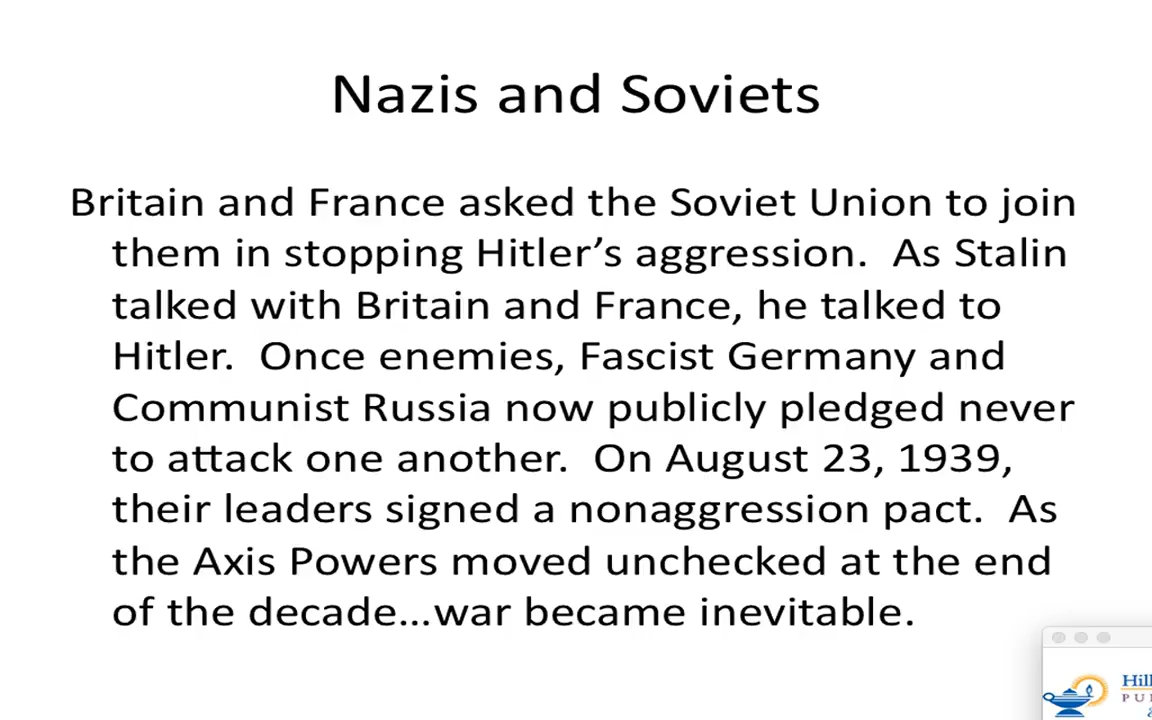 Nazis and Soviets
Britain and France asked the Soviet Union to join
them in stopping Hitler’s aggression.  As Stalin
talked with Britain and France, he talked to
Hitler.  Once enemies, Fascist Germany and
Communist Russia now publicly pledged never
to attack one another.  On August 23, 1939,
their leaders signed a nonaggression pact.  As
the Axis Powers moved unchecked at the end
of the decade...war became inevitable.